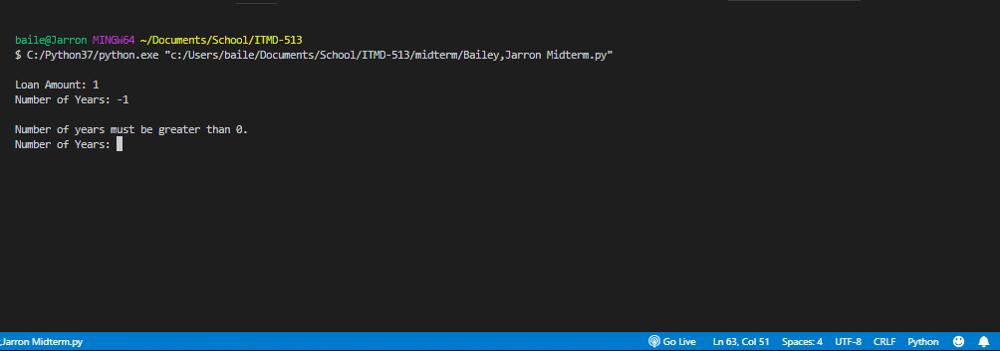 baile@Jarron MINGW64 ~/Documents/School/ITMD-513
$ C:/Python37/python.exe "c:/Users/baile/Documents/School/ITMD-513/midterm/Bailey,Jarron Midterm.py"
Loan Amount: 1
Number of Years: -1
Number of years must be greater than 0.
Number of Years:
,Jarron Midterm.py Go Live Ln 63, Col 51 Spaces: 4 UTF-8 CRLF Python